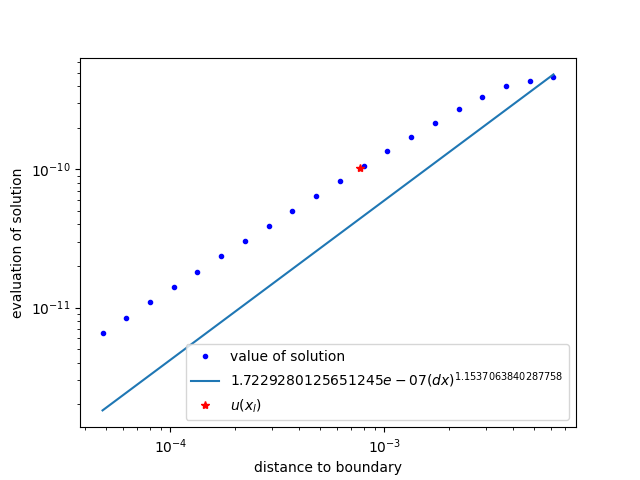 10⁻¹⁰
10⁻¹¹
evaluation of solution
value of solution
1.7229280125651245e − 07(dx)^1.1537063840287758
u(x_I)
10⁻⁴
10⁻³
distance to boundary